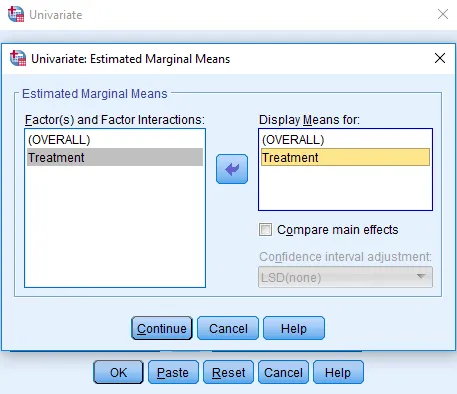 Univariate
Univariate: Estimated Marginal Means
Estimated Marginal Means
Factor(s) and Factor Interactions:
(OVERALL)
Treatment
Display Means for:
(OVERALL)
Treatment
Compare main effects
Confidence interval adjustment:
LSD(none)
Continue Cancel Help
OK Paste Reset Cancel Help